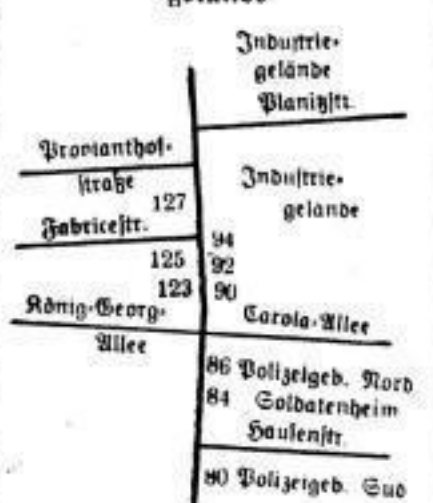 Industrie-
gelände
Planitzstr.
Provianthof-
straße
127
Industrie-
gelände
Fabricestr.
94
125
92
123
90
König-Georg-
Allee
Carola-Allee
86 Polizeigeb. Nord
84 Soldatenheim
Hausenstr.
80 Polizeigeb. Süd